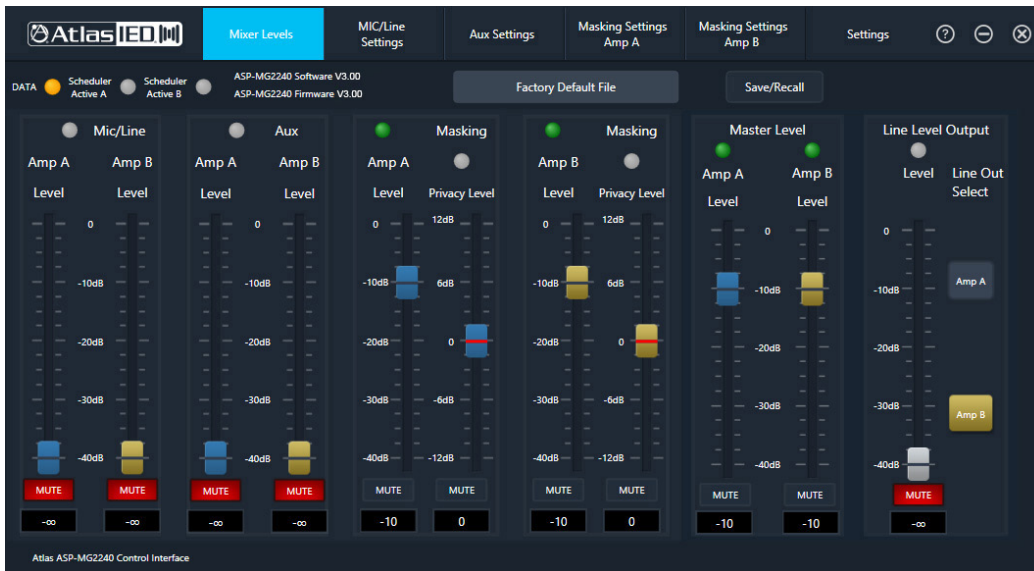 Atlas IED
Mixer Levels
MIC/Line
Settings
Aux Settings
Masking Settings
Amp A
Masking Settings
Amp B
Settings
?
DATA
Scheduler
Active A
Scheduler
Active B
ASP-MG2240 Software V3.00
ASP-MG2240 Firmware V3.00
Factory Default File
Save/Recall
Mic/Line
Amp A Amp B
Level Level
0
-10dB
-20dB
-30dB
-40dB
MUTE MUTE
-∞ -∞
Aux
Amp A Amp B
Level Level
0
-10dB
-20dB
-30dB
-40dB
MUTE MUTE
-∞ -∞
Masking
Amp A
Level Privacy Level
0 12dB
-10dB 6dB
-20dB 0
-30dB -6dB
-40dB -12dB
MUTE MUTE
-10 0
Masking
Amp B
Level Privacy Level
0 12dB
-10dB 6dB
-20dB 0
-30dB -6dB
-40dB -12dB
MUTE MUTE
-10 0
Master Level
Amp A Amp B
Level Level
0
-10dB
-20dB
-30dB
-40dB
MUTE MUTE
-10 -10
Line Level Output
Level
Line Out
Select
0
-10dB
-20dB
-30dB
-40dB
Amp A
Amp B
MUTE
-∞
Atlas ASP-MG2240 Control Interface